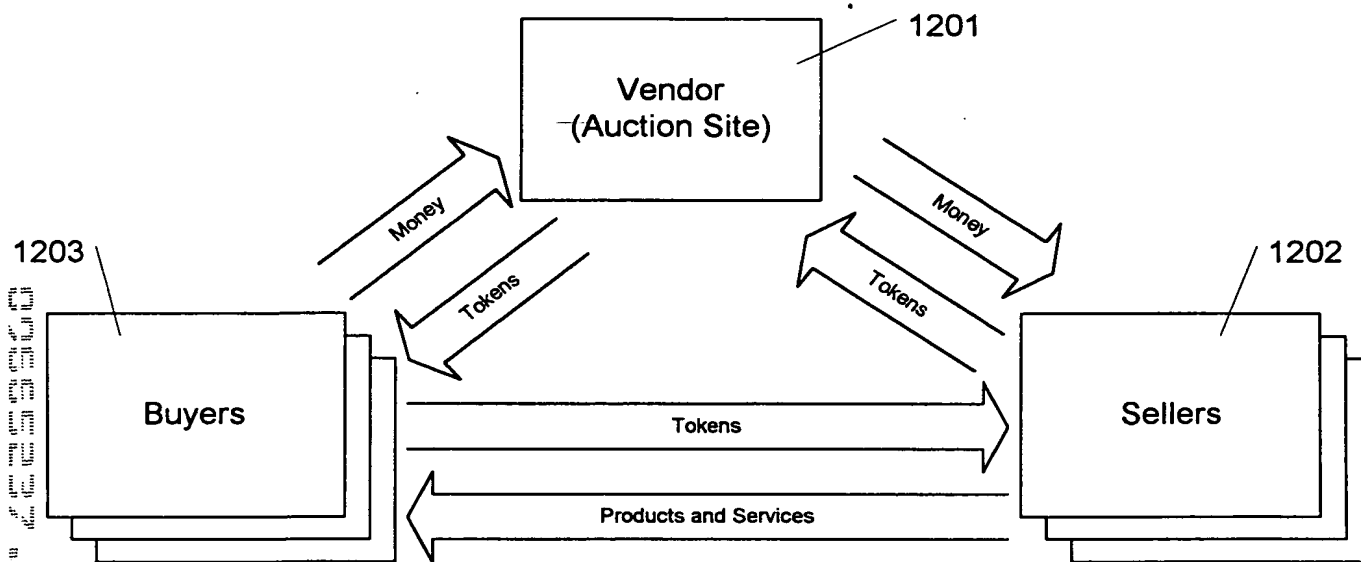 1201
Vendor
(Auction Site)
Money
Money
1203
1202
Tokens
Tokens
Buyers
Tokens
Sellers
Products and Services